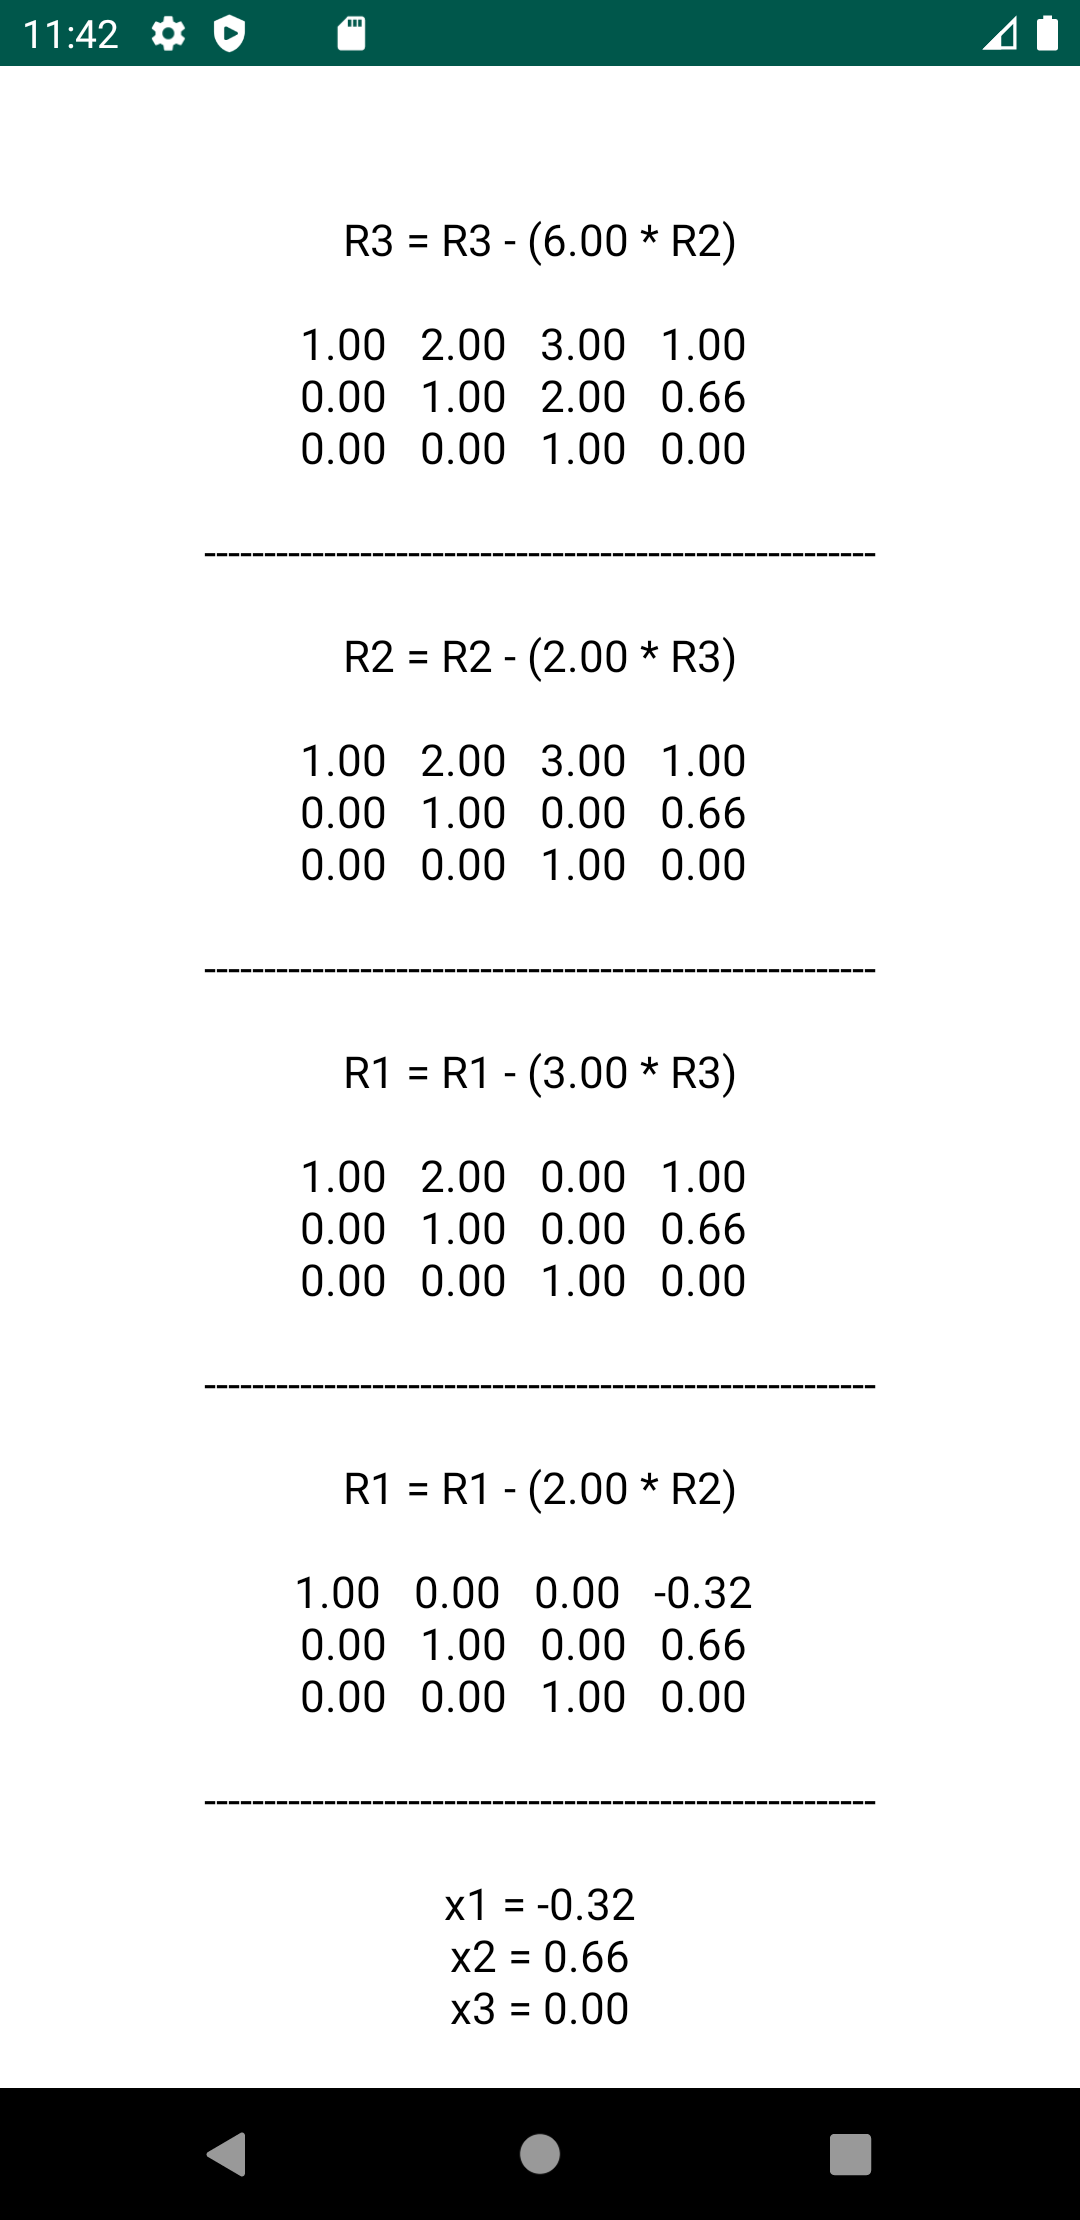 11:42
R3 = R3 - (6.00 * R2)
1.00 2.00 3.00 1.00
0.00 1.00 2.00 0.66
0.00 0.00 1.00 0.00
--------------------------------------------------------
R2 = R2 - (2.00 * R3)
1.00 2.00 3.00 1.00
0.00 1.00 0.00 0.66
0.00 0.00 1.00 0.00
--------------------------------------------------------
R1 = R1 - (3.00 * R3)
1.00 2.00 0.00 1.00
0.00 1.00 0.00 0.66
0.00 0.00 1.00 0.00
--------------------------------------------------------
R1 = R1 - (2.00 * R2)
1.00 0.00 0.00 -0.32
0.00 1.00 0.00 0.66
0.00 0.00 1.00 0.00
--------------------------------------------------------
x1 = -0.32
x2 = 0.66
x3 = 0.00